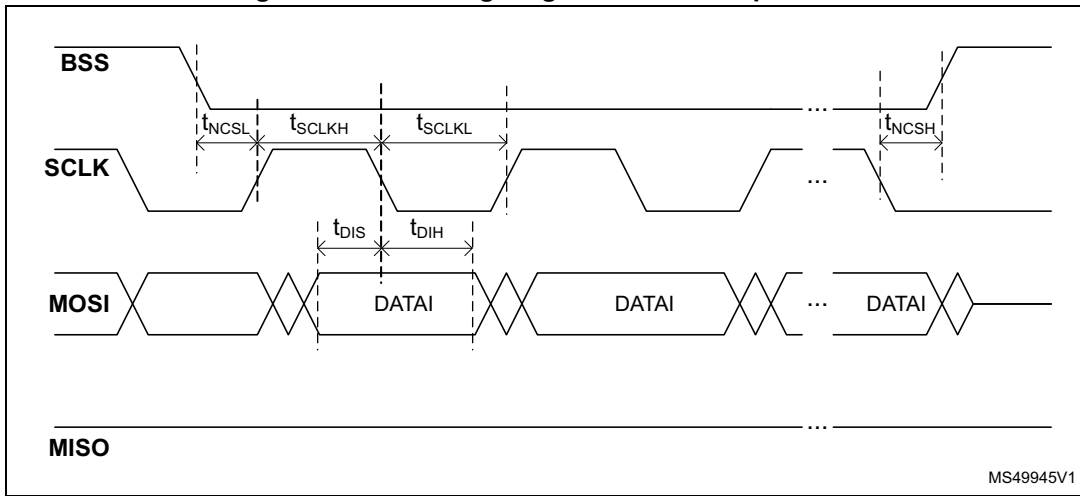 BSS
...
tNCSL tSCLKH tSCLKL tNCSH
SCLK
...
tDIS tDIH
MOSI DATAI DATAI ... DATAI
...
MISO
MS49945V1